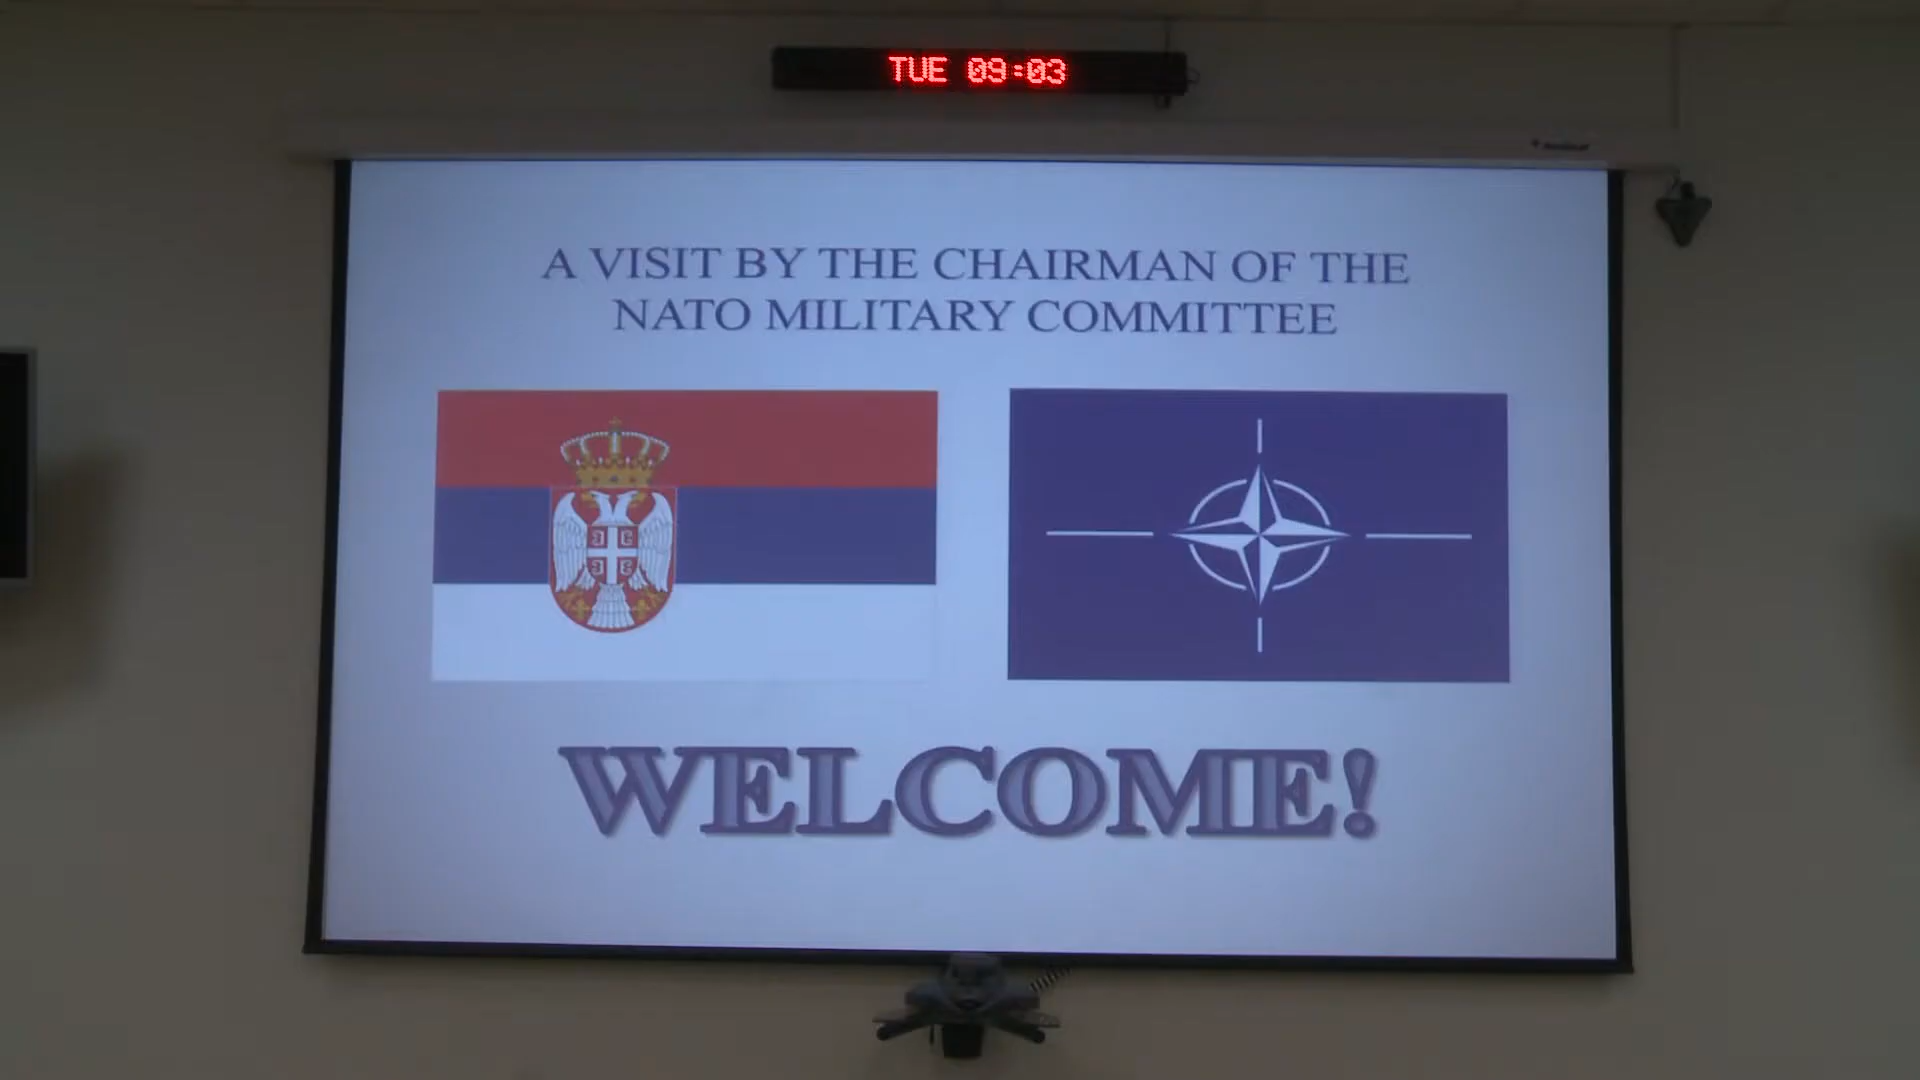 TUE 09:03
A VISIT BY THE CHAIRMAN OF THE
NATO MILITARY COMMITTEE
WELCOME!